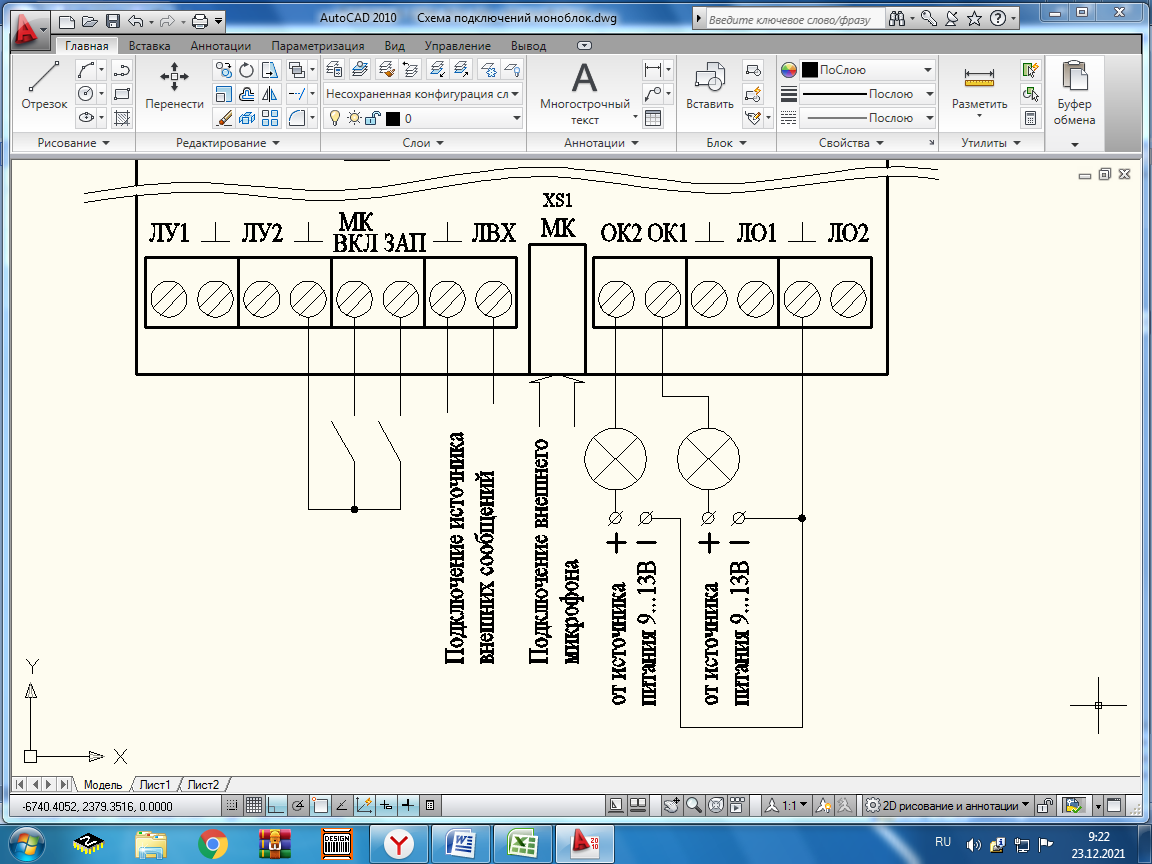 AutoCAD 2010 Схема подключений моноблок.dwg
Введите ключевое слово/фразу
Главная Вставка Аннотации Параметризация Вид Управление Вывод
Отрезок
Перенести
Несохраненная конфигурация сл
0
Многострочный
текст
Вставить
ПоСлою
Послою
Послою
Разметить
Буфер
обмена
Рисование
Редактирование
Слои
Аннотации
Блок
Свойства
Утилиты
XS1
ЛУ1 ЛУ2 МК ВКЛ ЗАП ЛВХ МК ОК2 ОК1 ЛО1 ЛО2
Подключение источника
внешних сообщений
Подключение внешнего
микрофона
+ –
от источника
питания 9...13В
+ –
от источника
питания 9...13В
Y
X
Модель Лист1 Лист2
-6740.4052, 2379.3516, 0.0000
1:1
2D рисование и аннотации
DESIGN
RU
9:22
23.12.2021